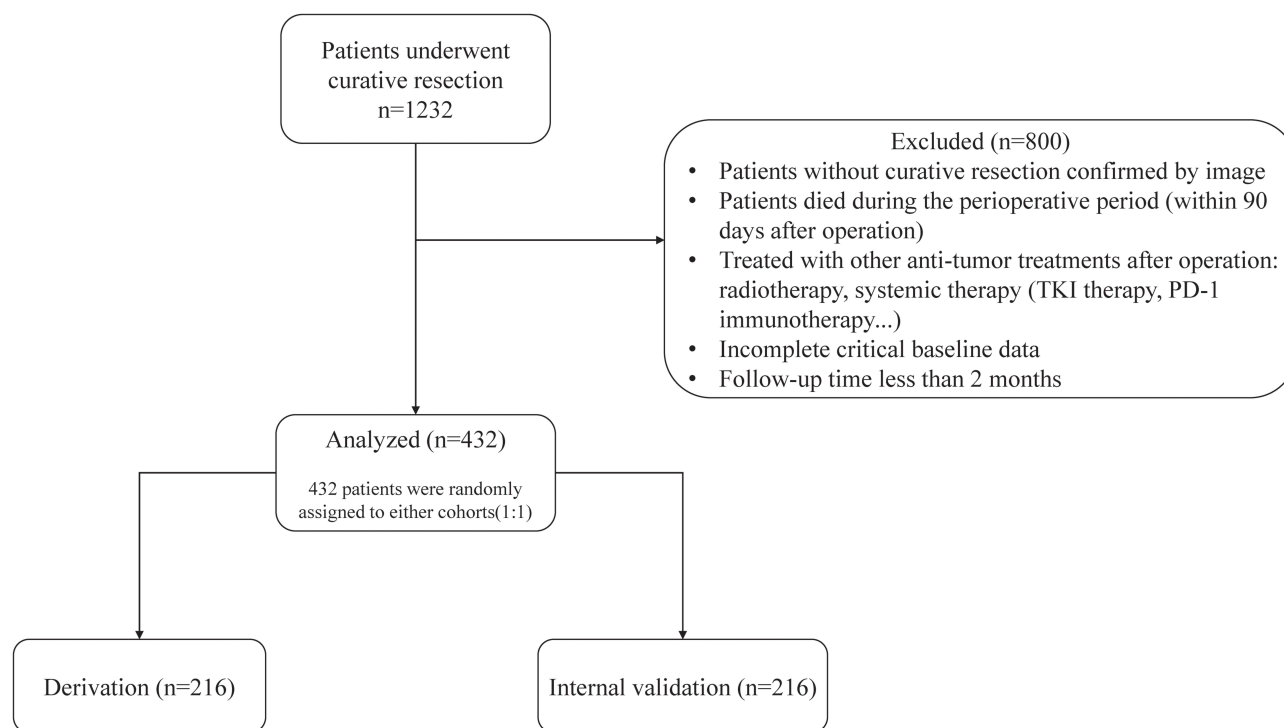 Patients underwent
curative resection
n=1232
Excluded (n=800)
• Patients without curative resection confirmed by image
• Patients died during the perioperative period (within 90
days after operation)
• Treated with other anti-tumor treatments after operation:
radiotherapy, systemic therapy (TKI therapy, PD-1
immunotherapy...)
• Incomplete critical baseline data
• Follow-up time less than 2 months
Analyzed (n=432)
432 patients were randomly
assigned to either cohorts(1:1)
Derivation (n=216)
Internal validation (n=216)